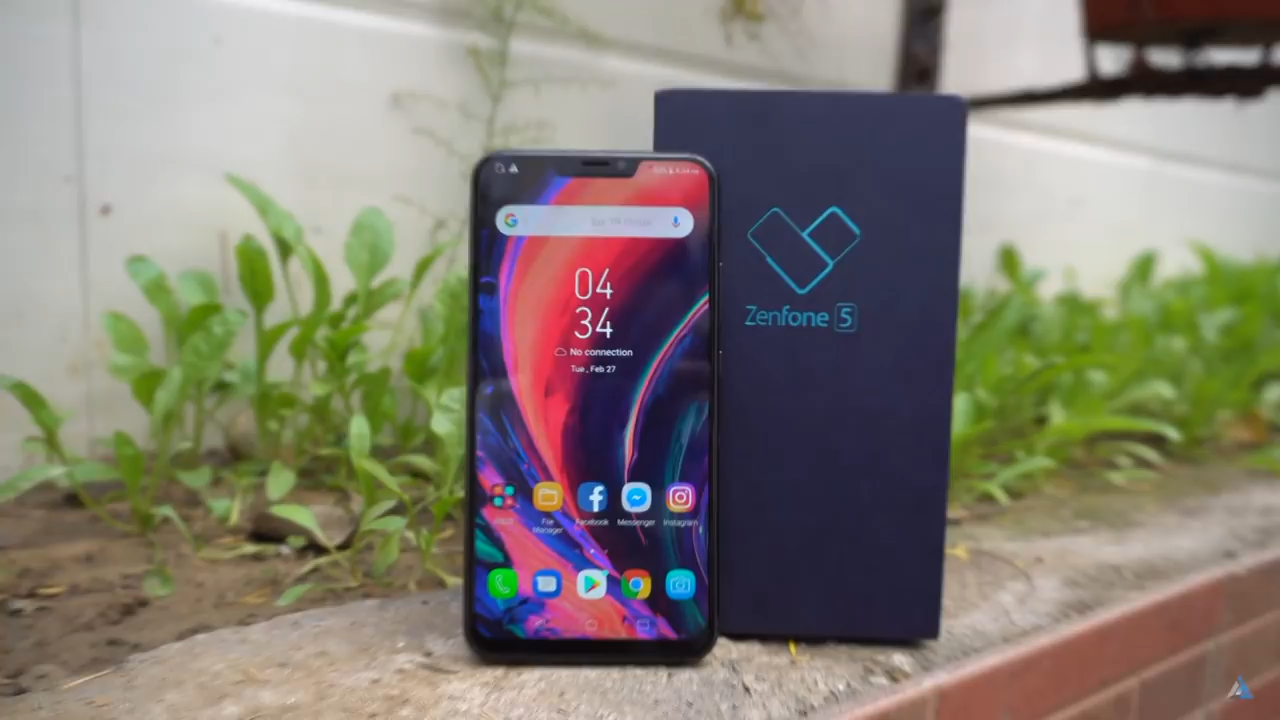 04
34
No connection
Tue, Feb 27
File
Manager
Facebook
Messenger
Instagram
Zenfone 5